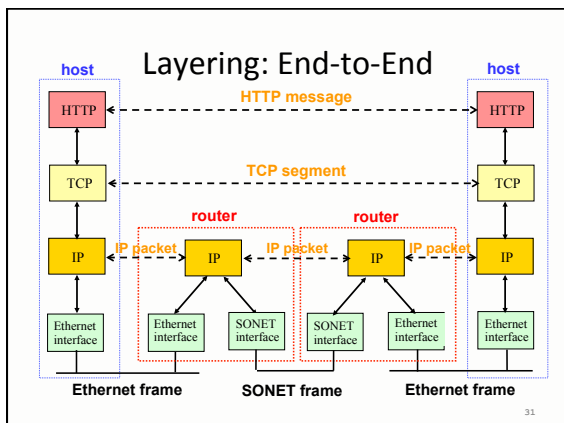 Layering: End-to-End
host
host
HTTP message
HTTP
HTTP
TCP segment
TCP
TCP
router
router
IP packet
IP packet
IP packet
IP
IP
IP
IP
Ethernet
interface
Ethernet
interface
SONET
interface
SONET
interface
Ethernet
interface
Ethernet
interface
Ethernet frame
SONET frame
Ethernet frame
31